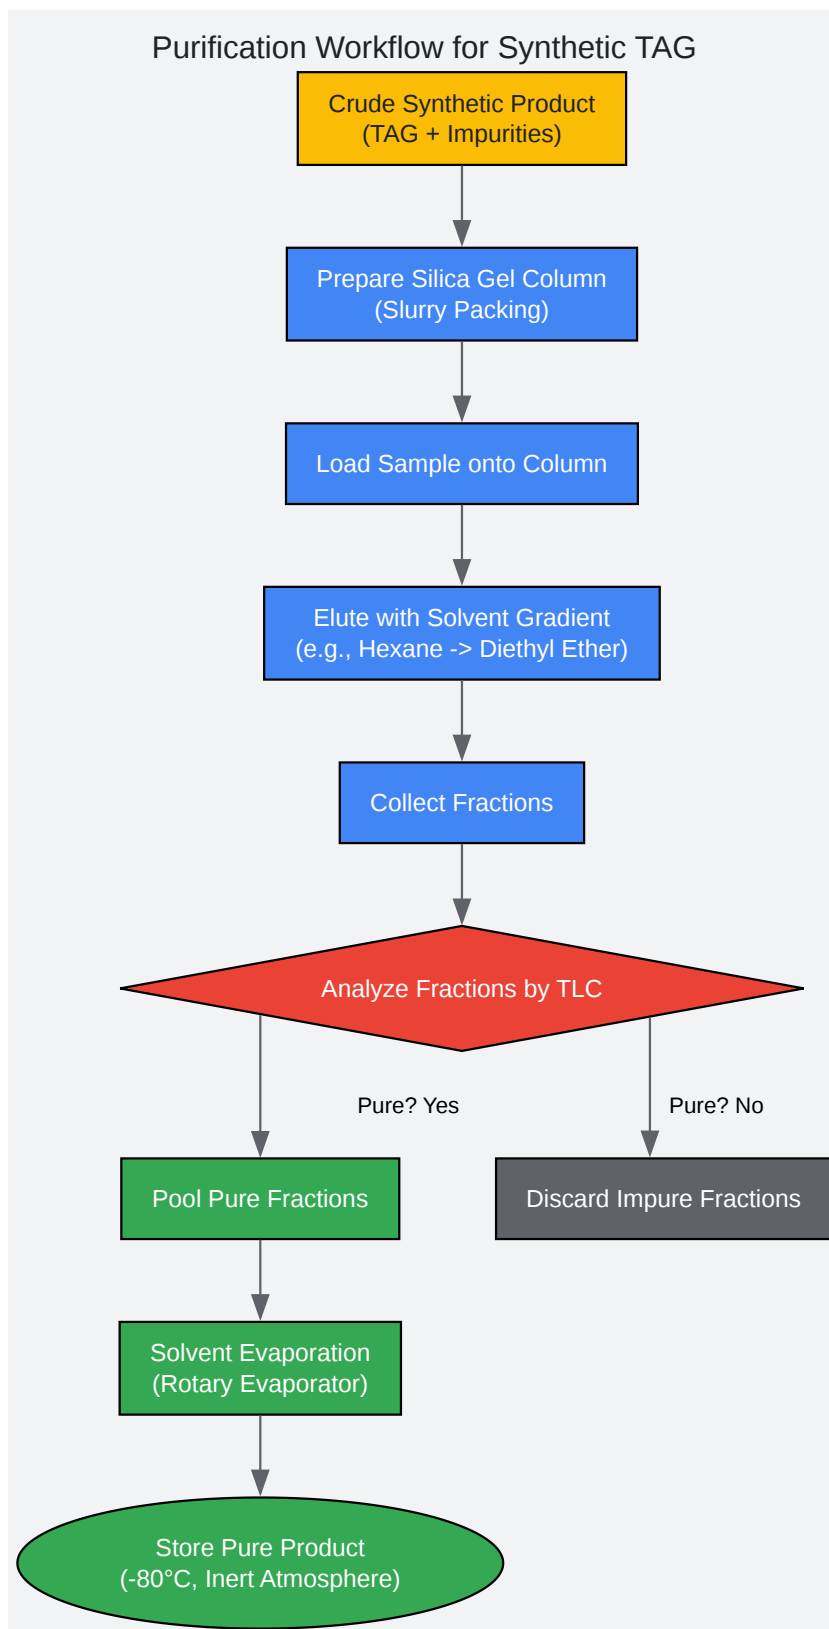 Purification Workflow for Synthetic TAG
Crude Synthetic Product
(TAG + Impurities)
Prepare Silica Gel Column
(Slurry Packing)
Load Sample onto Column
Elute with Solvent Gradient
(e.g., Hexane -> Diethyl Ether)
Collect Fractions
Analyze Fractions by TLC
Pure? Yes
Pure? No
Pool Pure Fractions
Discard Impure Fractions
Solvent Evaporation
(Rotary Evaporator)
Store Pure Product
(-80°C, Inert Atmosphere)